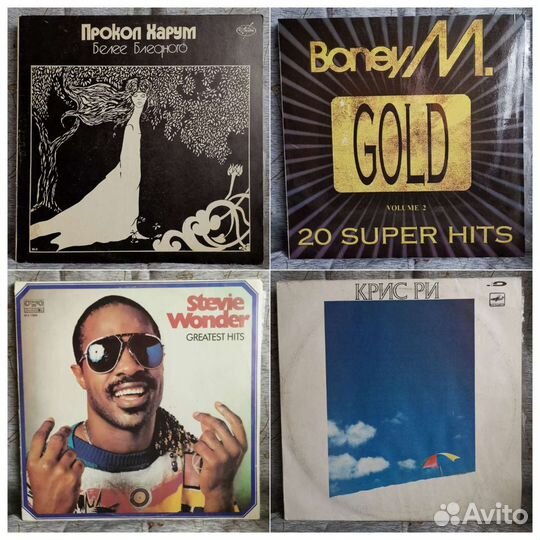 Прокол Харум
Белее Бледного
Boney M.
GOLD
VOLUME 2
20 SUPER HITS
Stevie
Wonder
GREATEST HITS
КРИС РИ
Avito